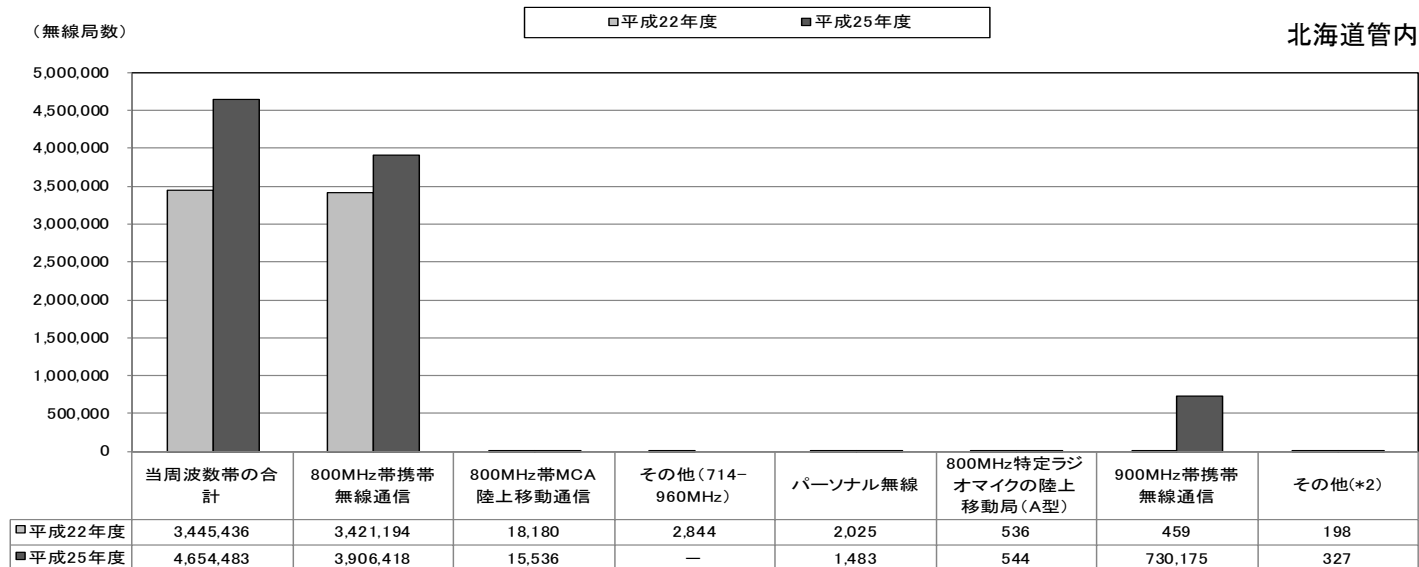 □平成22年度 ■平成25年度
（無線局数）
北海道管内
5,000,000
4,500,000
4,000,000
3,500,000
3,000,000
2,500,000
2,000,000
1,500,000
1,000,000
500,000
0
当周波数帯の合
計
800MHz帯携帯
無線通信
800MHz帯MCA
陸上移動通信
その他（714-
960MHz）
パーソナル無線
800MHz特定ラジ
オマイクの陸上
移動局（A型）
900MHz帯携帯
無線通信
その他(*2)
□平成22年度 3,445,436 3,421,194 18,180 2,844 2,025 536 459 198
■平成25年度 4,654,483 3,906,418 15,536 － 1,483 544 730,175 327